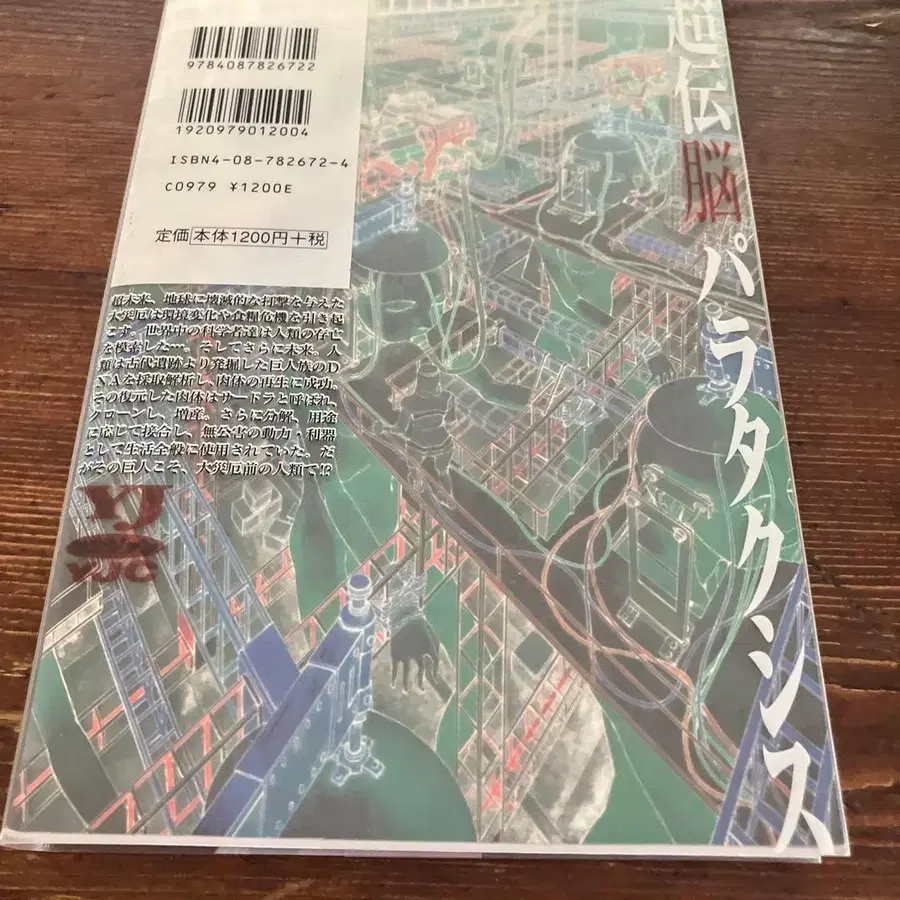 9784087826722
1920979012004
ISBN4-08-782672-4
C0979 ¥1200E
定価 本体1200円+税
超伝脳パラタクシス
近未来、地球に壊滅的な打撃を与えた
大災厄は環境変化や食糧危機を引き起
こす。世界中の科学者達は人類の存亡
を模索した…。そしてさらに未来。人
類は古代遺跡より発掘した巨人族のD
NAを採取解析し、肉体の再生に成功。
その復元した肉体はサードラと呼ばれ、
クローンし、増産。さらに分解、用途
に応じて接合し、無公害の動力・利器
として生活全般に使用されていた。だ
がその巨人こそ、大災厄前の人類で!?
YJ
YJC